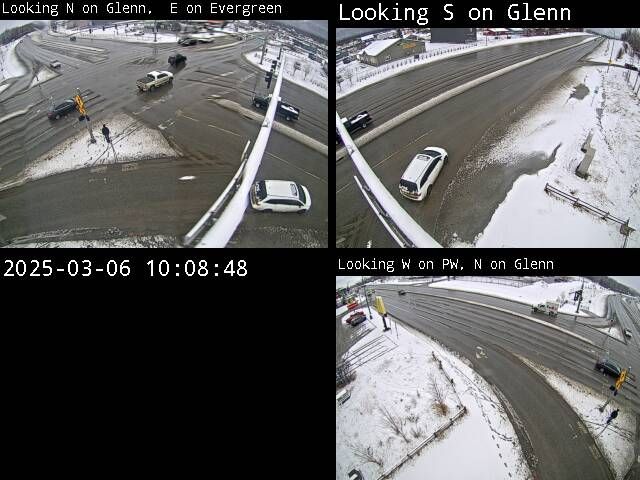 Looking N on Glenn,  E on Evergreen
Looking S on Glenn
2025-03-06 10:08:48
Looking W on PW, N on Glenn